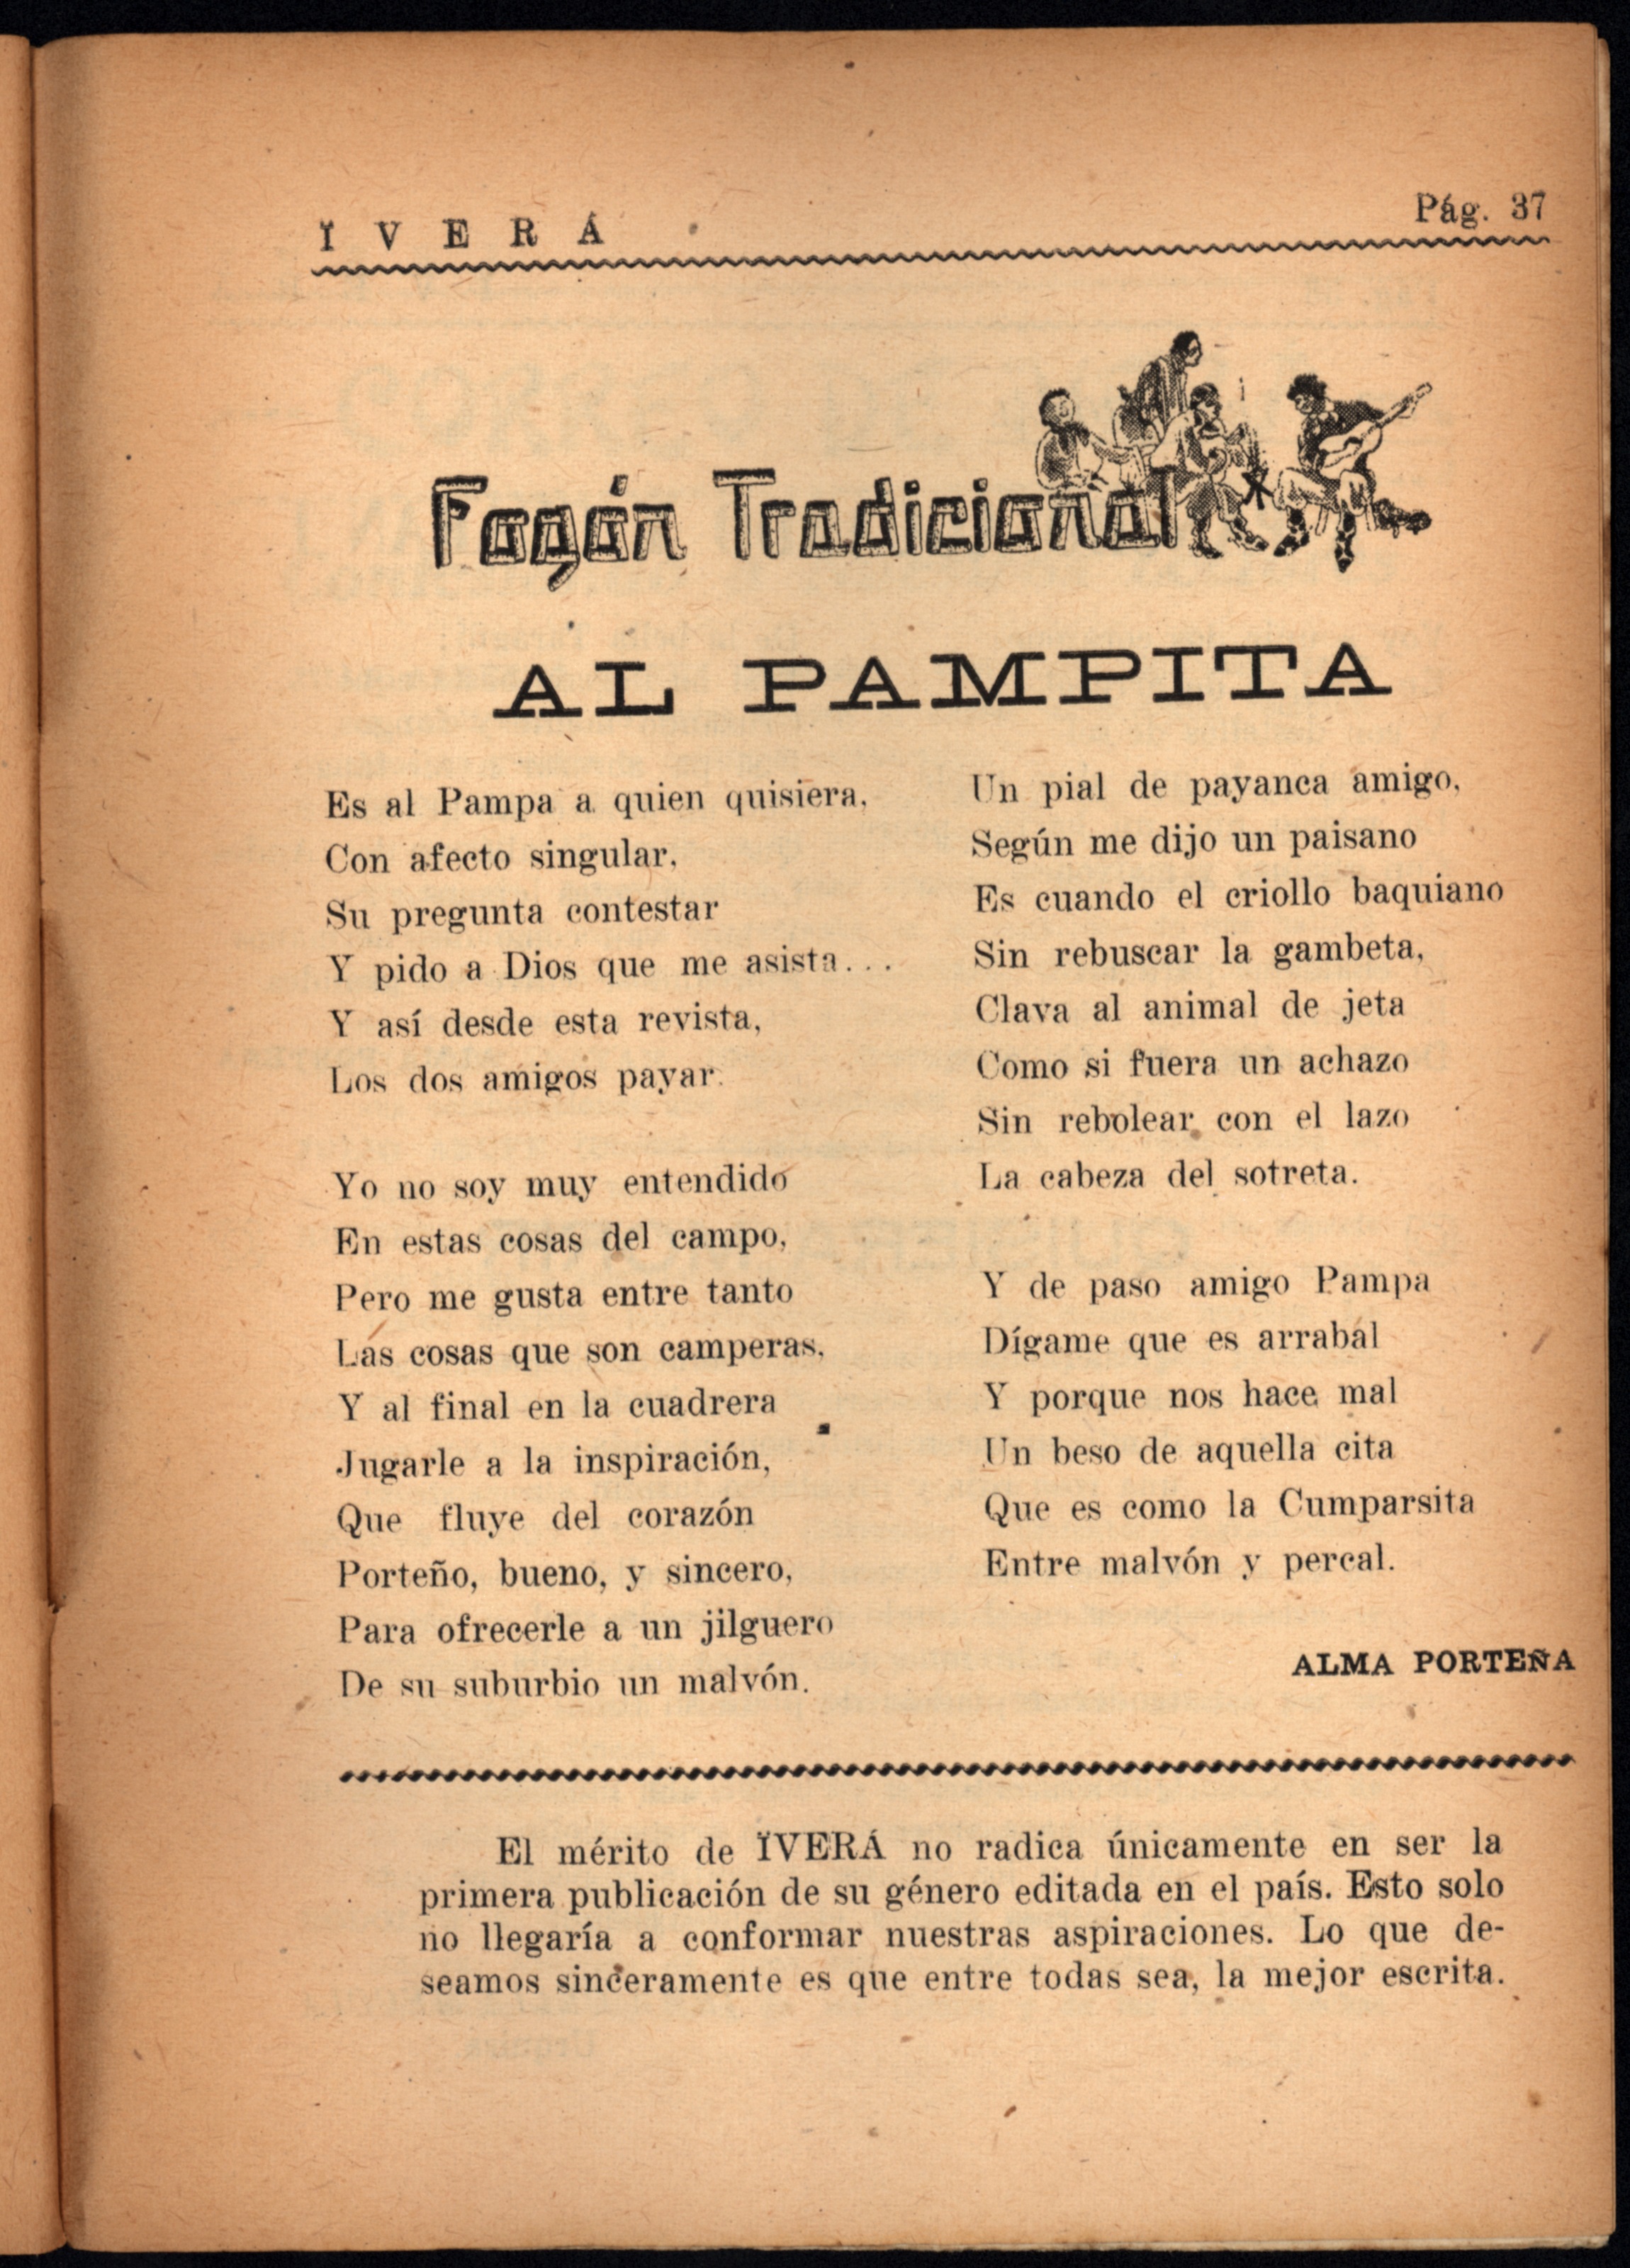 Ï V E R Á
Pág. 37
Fogón Tradicional
AL PAMPITA
Es al Pampa a quien quisiera,
Con afecto singular,
Su pregunta contestar
Y pido a Dios que me asista...
Y así desde esta revista,
Los dos amigos payar.
Yo no soy muy entendido
En estas cosas del campo,
Pero me gusta entre tanto
Las cosas que son camperas,
Y al final en la cuadrera
Jugarle a la inspiración,
Que fluye del corazón
Porteño, bueno, y sincero,
Para ofrecerle a un jilguero
De su suburbio un malvón.
Un pial de payanca amigo,
Según me dijo un paisano
Es cuando el criollo baquiano
Sin rebuscar la gambeta,
Clava al animal de jeta
Como si fuera un achazo
Sin rebolear con el lazo
La cabeza del sotreta.
Y de paso amigo Pampa
Dígame que es arrabal
Y porque nos hace mal
Un beso de aquella cita
Que es como la Cumparsita
Entre malvón y percal.
ALMA PORTEÑA
El mérito de ÏVERÁ no radica únicamente en ser la
primera publicación de su género editada en el país. Esto solo
no llegaría a conformar nuestras aspiraciones. Lo que de-
seamos sinceramente es que entre todas sea, la mejor escrita.